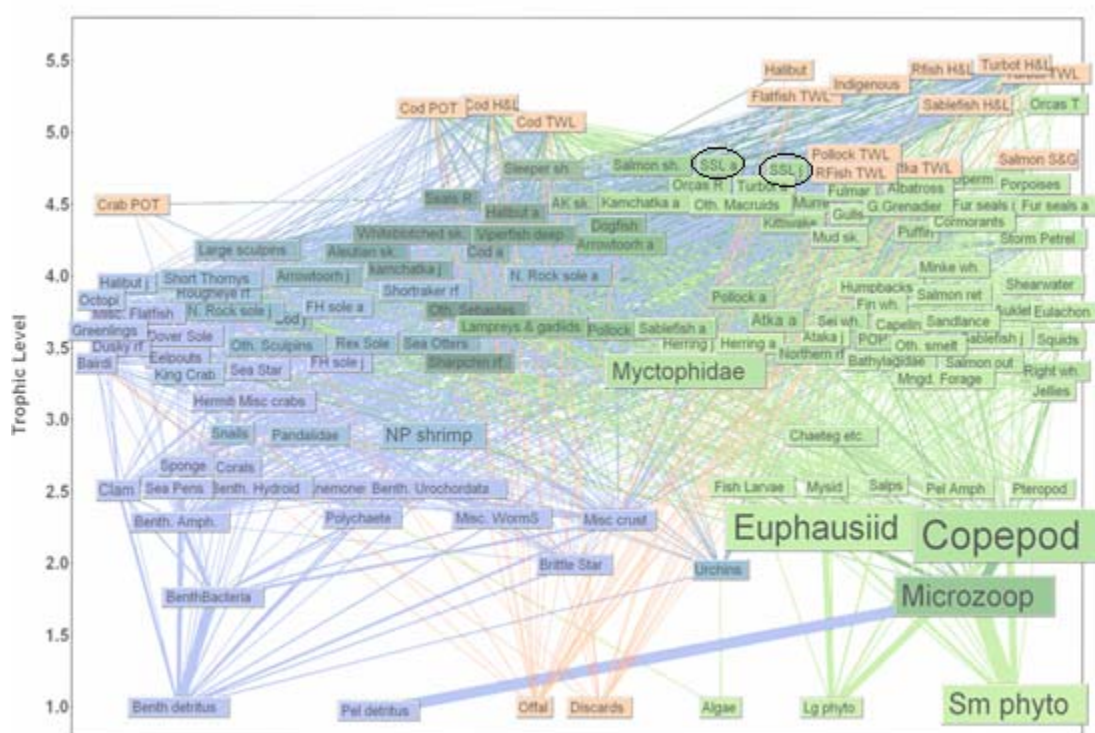 Trophic Level
5.5
5.0
4.5
4.0
3.5
3.0
2.5
2.0
1.5
1.0
Halibut
Rfish H&L
Turbot H&L
TWL
Indigenous
Flatfish TWL
Sablefish H&L
Orcas T
Cod POT
Cod H&L
Cod TWL
Sleeper sh.
Salmon sh.
SSL a
SSL j
Pollock TWL
RFish TWL
Atka TWL
Salmon S&G
Orcas R
Turbot a
Fulmar
Albatross
Porpoises
Crab POT
Seals R.
Halibut a
AK sk.
Kamchatka a
Oth. Macruids
Gulls
G.Grenadier
Fur seals
Fur seals a
Whiteblotched sk.
Viperfish deep
Dogfish
Kittiwake
Puffin
Cormorants
Large sculpins
Aleutian sk.
Cod a
Arrowtooth a
Mud sk.
Storm Petrel
Halibut j
Short Thornys
Arrowtooth j
kamchatka j
N. Rock sole a
Minke wh.
Octopi
Rougheye rf
Shortraker rf
Pollock a
Humpbacks
Salmon ret
Shearwater
Misc. Flatfish
N. Rock sole j
FH sole a
Oth. Sebastes
Fin wh.
Eulachon
Greenlings
Dover Sole
Cod j
Lampreys & gadiids
Pollock
Sablefish a
Atka a
Sei wh.
Capelin
Sandlance
Dusky rf
Oth. Sculpins
Rex Sole
Sea Otters
Herring j
Herring a
Atka j
POP
Oth. smelt
Sablefish j
Squids
Bairdi
Eelpouts
Sea Star
FH sole j
Sharpchin rf
Northern rf
Bathylagidae
Salmon out
Right wh.
King Crab
Myctophidae
Mngd. Forage
Jellies
Hermit
Misc crabs
Snails
Pandalidae
NP shrimp
Chaeteg etc.
Sponge
Corals
Clam
Sea Pens
Benth. Hydroid
Benth. Urochordata
Fish Larvae
Mysid
Salps
Pel Amph
Pteropod
Benth. Amph.
Polychaete
Misc. WormS
Misc crust
Euphausiid
Copepod
Brittle Star
Urchins
BenthBacteria
Microzoop
Benth detritus
Pel detritus
Offal
Discards
Algae
Lg phyto
Sm phyto